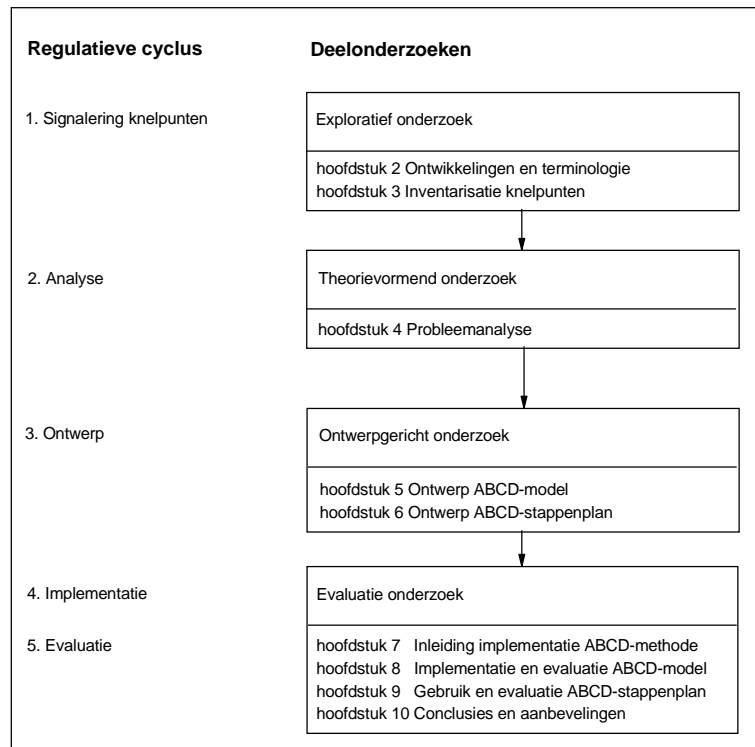 Regulatieve cyclus Deelonderzoeken
1. Signalering knelpunten Exploratief onderzoek
hoofdstuk 2 Ontwikkelingen en terminologie
hoofdstuk 3 Inventarisatie knelpunten
2. Analyse Theorievormend onderzoek
hoofdstuk 4 Probleemanalyse
3. Ontwerp Ontwerpgericht onderzoek
hoofdstuk 5 Ontwerp ABCD-model
hoofdstuk 6 Ontwerp ABCD-stappenplan
4. Implementatie Evaluatie onderzoek
5. Evaluatie hoofdstuk 7 Inleiding implementatie ABCD-methode
hoofdstuk 8 Implementatie en evaluatie ABCD-model
hoofdstuk 9 Gebruik en evaluatie ABCD-stappenplan
hoofdstuk 10 Conclusies en aanbevelingen